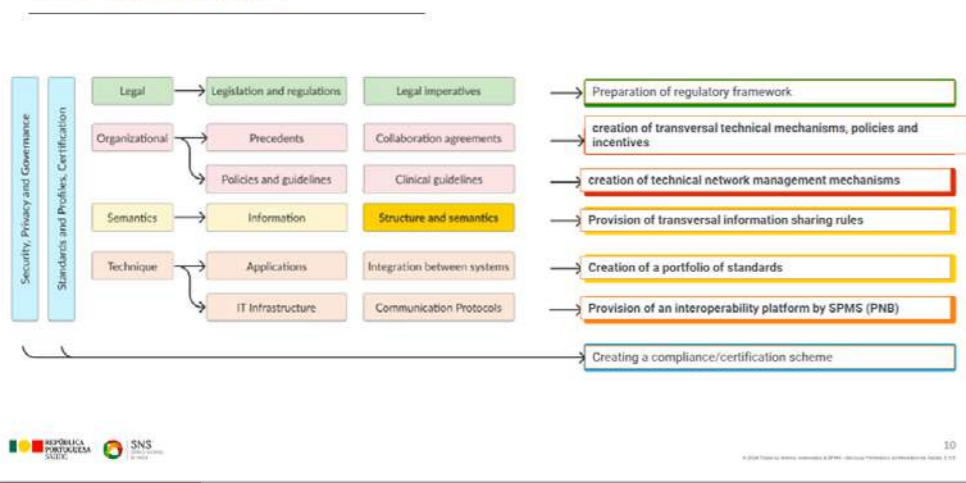 Security, Privacy and Governance
Standards and Profiles, Certification
Legal
Legislation and regulations
Legal imperatives
Preparation of regulatory framework
Organizational
Precedents
Collaboration agreements
creation of transversal technical mechanisms, policies and
incentives
Policies and guidelines
Clinical guidelines
creation of technical network management mechanisms
Semantics
Information
Structure and semantics
Provision of transversal information sharing rules
Technique
Applications
Integration between systems
Creation of a portfolio of standards
IT Infrastructure
Communication Protocols
Provision of an interoperability platform by SPMS (PNB)
Creating a compliance/certification scheme
REPÚBLICA
PORTUGUESA
SAÚDE
SNS
10